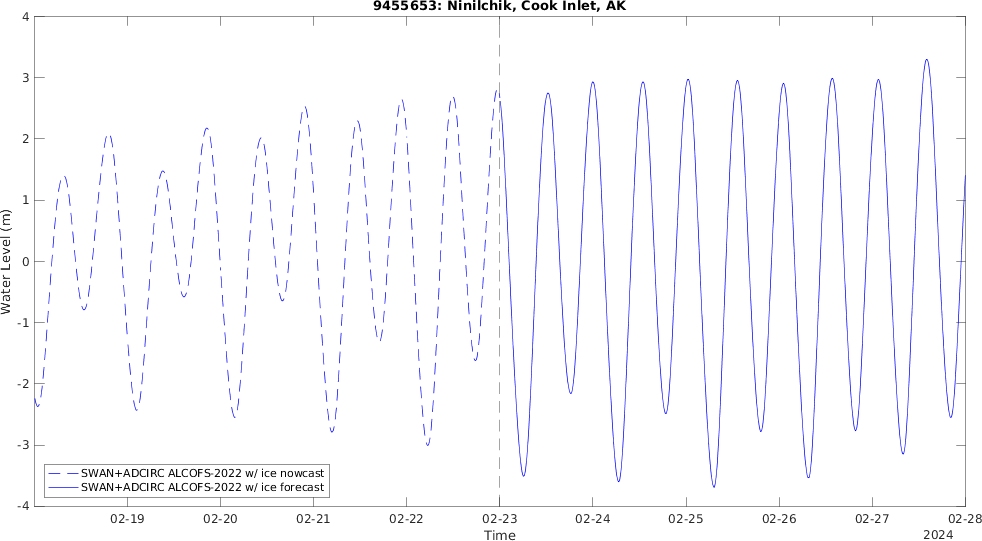 9455653: Ninilchik, Cook Inlet, AK
Water Level (m)
4
3
2
1
0
-1
-2
-3
-4
SWAN+ADCIRC ALCOFS-2022 w/ ice nowcast
SWAN+ADCIRC ALCOFS-2022 w/ ice forecast
02-19 02-20 02-21 02-22 02-23 02-24 02-25 02-26 02-27 02-28
Time
2024